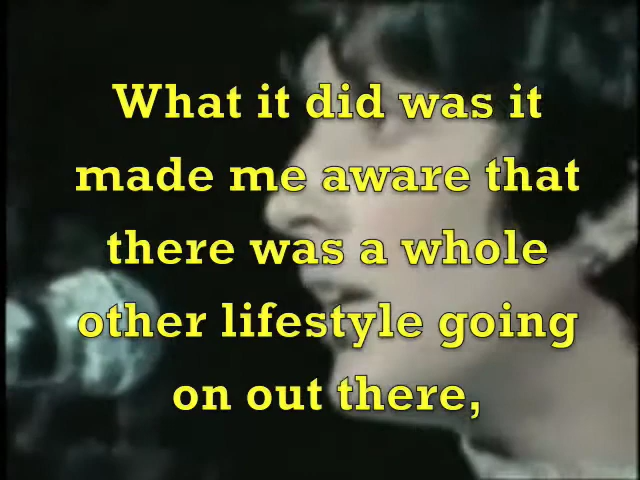 What it did was it
made me aware that
there was a whole
other lifestyle going
on out there,